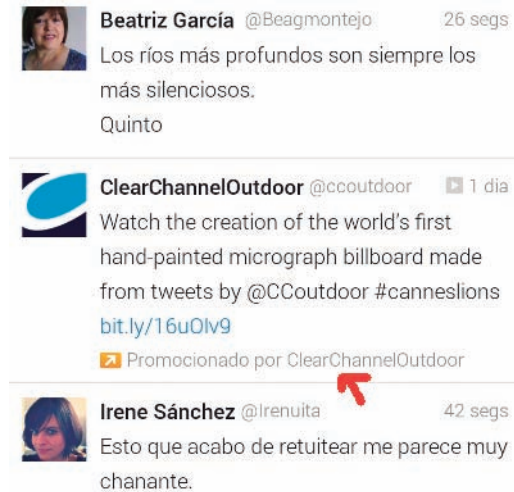 Beatriz García @Beagmontejo 26 segs
Los ríos más profundos son siempre los
más silenciosos.
Quinto
ClearChannelOutdoor @ccoutdoor 1 dia
Watch the creation of the world's first
hand-painted micrograph billboard made
from tweets by @CCoutdoor #canneslions
bit.ly/16uOlv9
Promocionado por ClearChannelOutdoor
Irene Sánchez @Irenuita 42 segs
Esto que acabo de retuitear me parece muy
chanante.